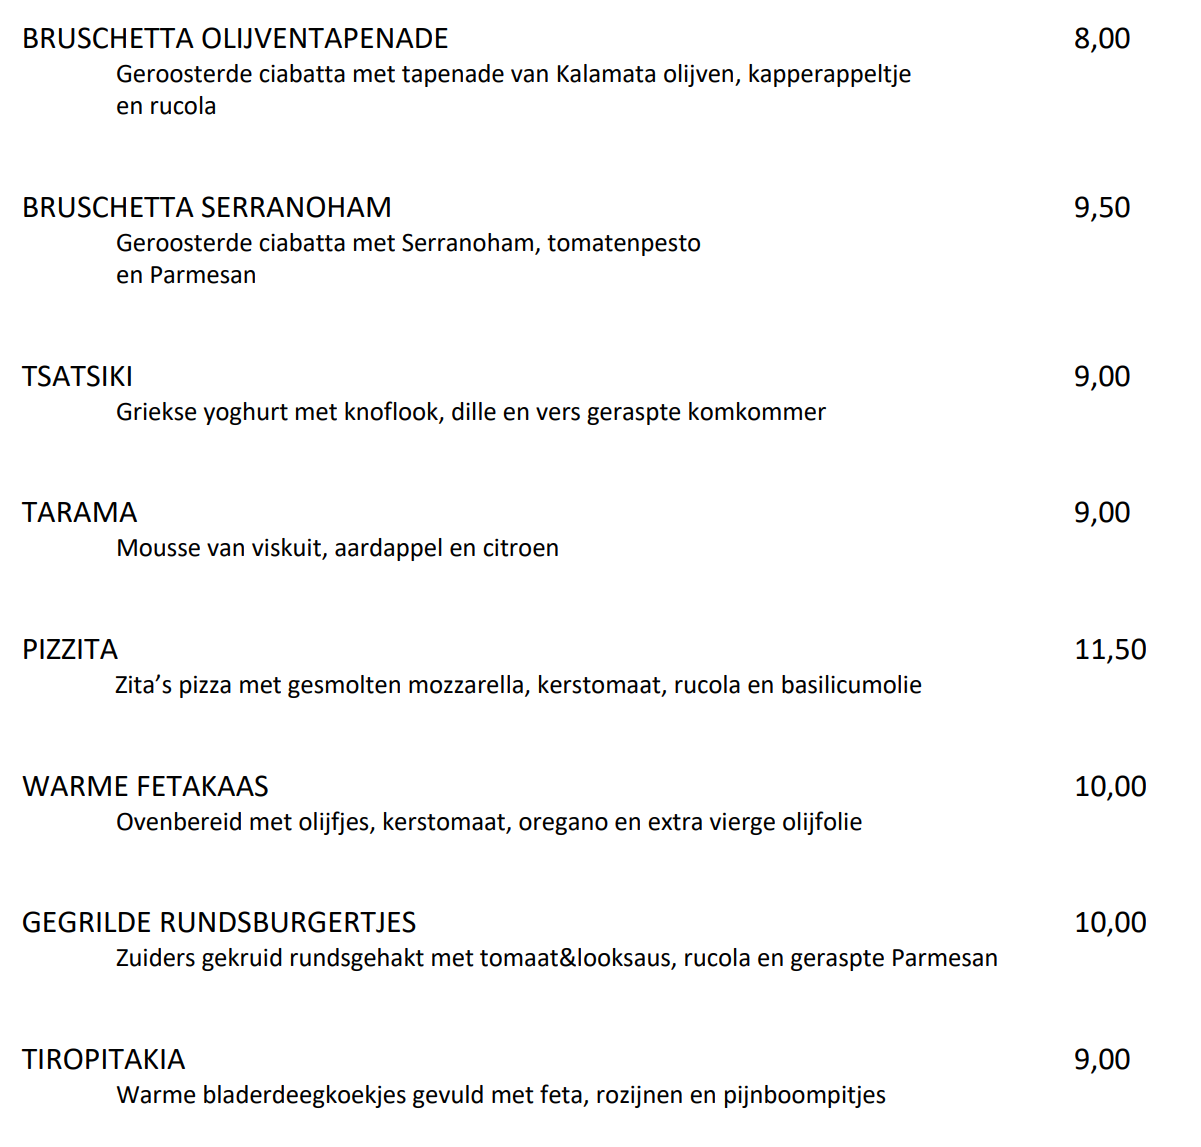 BRUSCHETTA OLIJVENTAPENADE 8,00
Geroosterde ciabatta met tapenade van Kalamata olijven, kapperappeltje
en rucola
BRUSCHETTA SERRANOHAM 9,50
Geroosterde ciabatta met Serranoham, tomatenpesto
en Parmesan
TSATSIKI 9,00
Griekse yoghurt met knoflook, dille en vers geraspte komkommer
TARAMA 9,00
Mousse van viskuit, aardappel en citroen
PIZZITA 11,50
Zita’s pizza met gesmolten mozzarella, kerstomaat, rucola en basilicumolie
WARME FETAKAAS 10,00
Ovenbereid met olijfjes, kerstomaat, oregano en extra vierge olijfolie
GEGRILDE RUNDSBURGERTJES 10,00
Zuiders gekruid rundsgehakt met tomaat&looksaus, rucola en geraspte Parmesan
TIROPITAKIA 9,00
Warme bladerdeegkoekjes gevuld met feta, rozijnen en pijnboompitjes